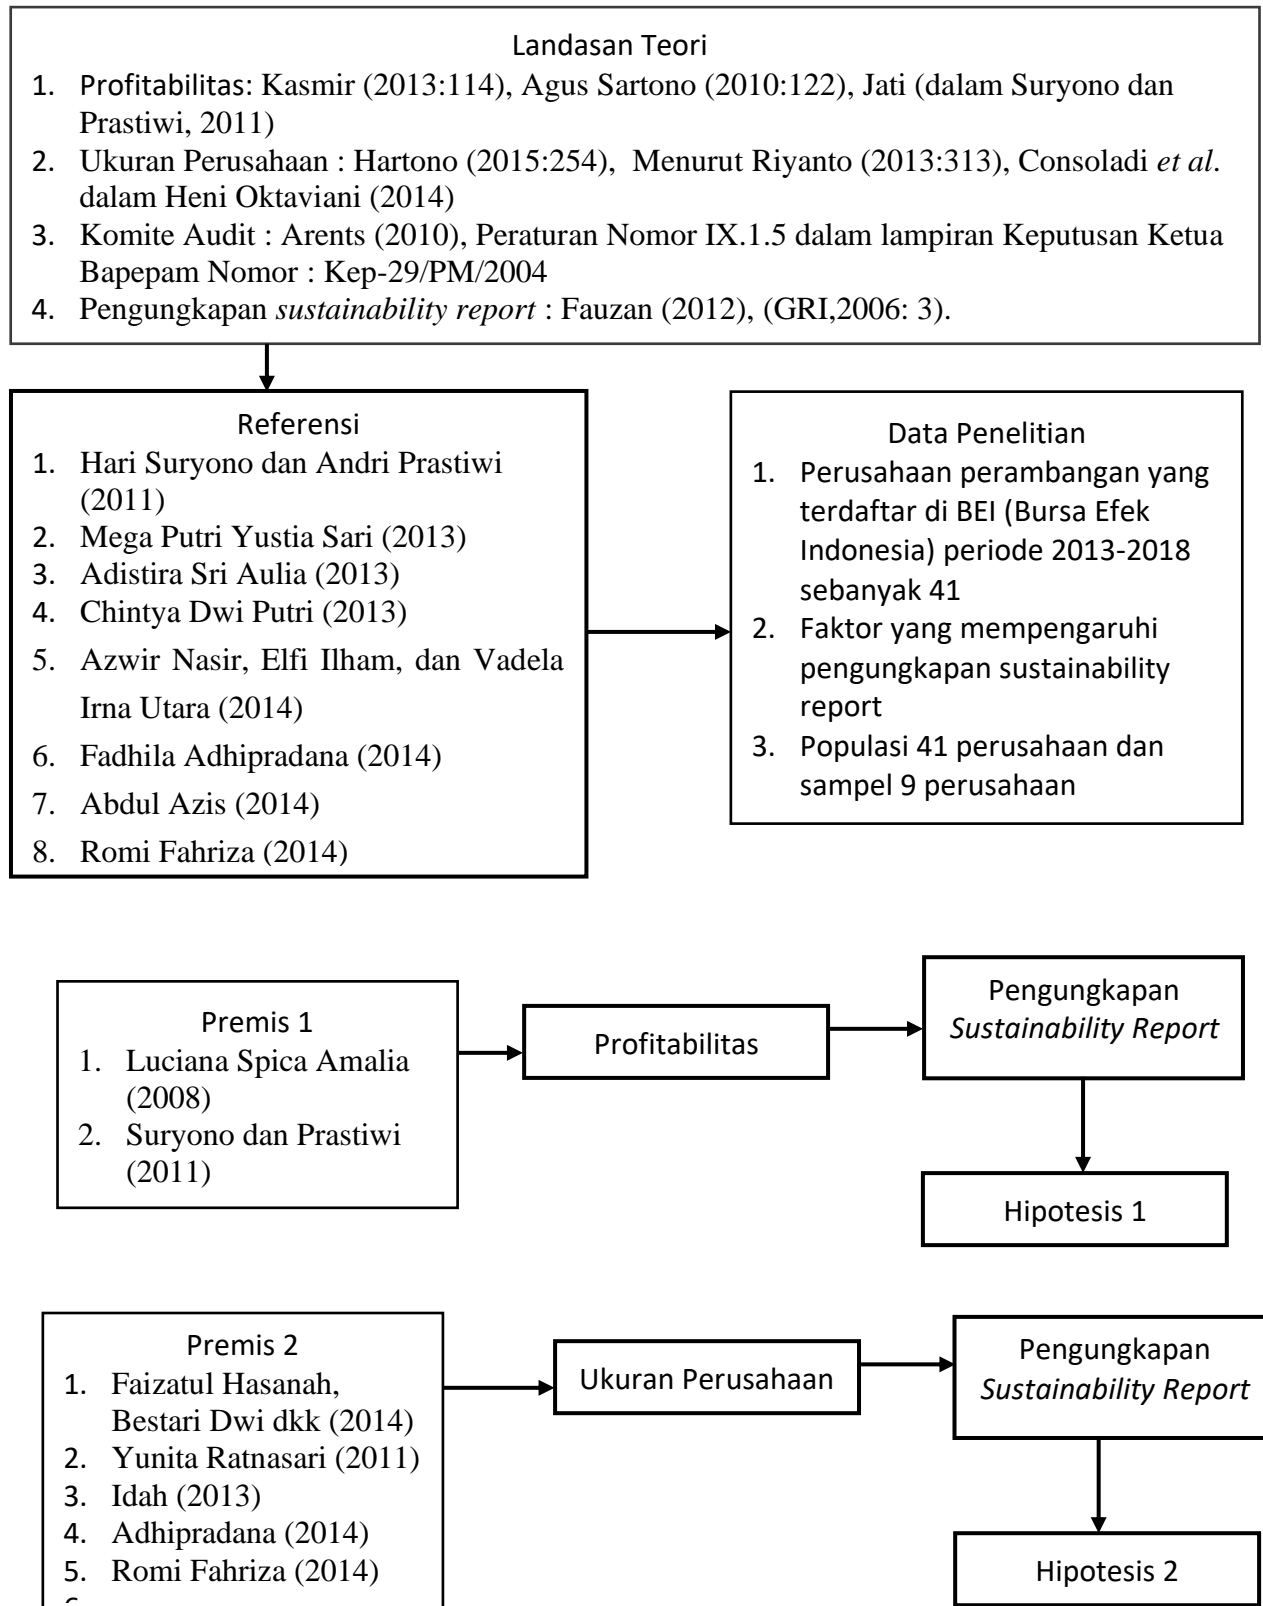 Landasan Teori
1. Profitabilitas: Kasmir (2013:114), Agus Sartono (2010:122), Jati (dalam Suryono dan
Prastiwi, 2011)
2. Ukuran Perusahaan : Hartono (2015:254), Menurut Riyanto (2013:313), Consoladi et al.
dalam Heni Oktaviani (2014)
3. Komite Audit : Arents (2010), Peraturan Nomor IX.1.5 dalam lampiran Keputusan Ketua
Bapepam Nomor : Kep-29/PM/2004
4. Pengungkapan sustainability report : Fauzan (2012), (GRI,2006: 3).
Referensi
1. Hari Suryono dan Andri Prastiwi
(2011)
2. Mega Putri Yustia Sari (2013)
3. Adistira Sri Aulia (2013)
4. Chintya Dwi Putri (2013)
5. Azwir Nasir, Elfi Ilham, dan Vadela
Irna Utara (2014)
6. Fadhila Adhipradana (2014)
7. Abdul Azis (2014)
8. Romi Fahriza (2014)
Data Penelitian
1. Perusahaan perambangan yang
terdaftar di BEI (Bursa Efek
Indonesia) periode 2013-2018
sebanyak 41
2. Faktor yang mempengaruhi
pengungkapan sustainability
report
3. Populasi 41 perusahaan dan
sampel 9 perusahaan
Premis 1
1. Luciana Spica Amalia
(2008)
2. Suryono dan Prastiwi
(2011)
Profitabilitas
Pengungkapan
Sustainability Report
Hipotesis 1
Premis 2
1. Faizatul Hasanah,
Bestari Dwi dkk (2014)
2. Yunita Ratnasari (2011)
3. Idah (2013)
4. Adhipradana (2014)
5. Romi Fahriza (2014)
Ukuran Perusahaan
Pengungkapan
Sustainability Report
Hipotesis 2